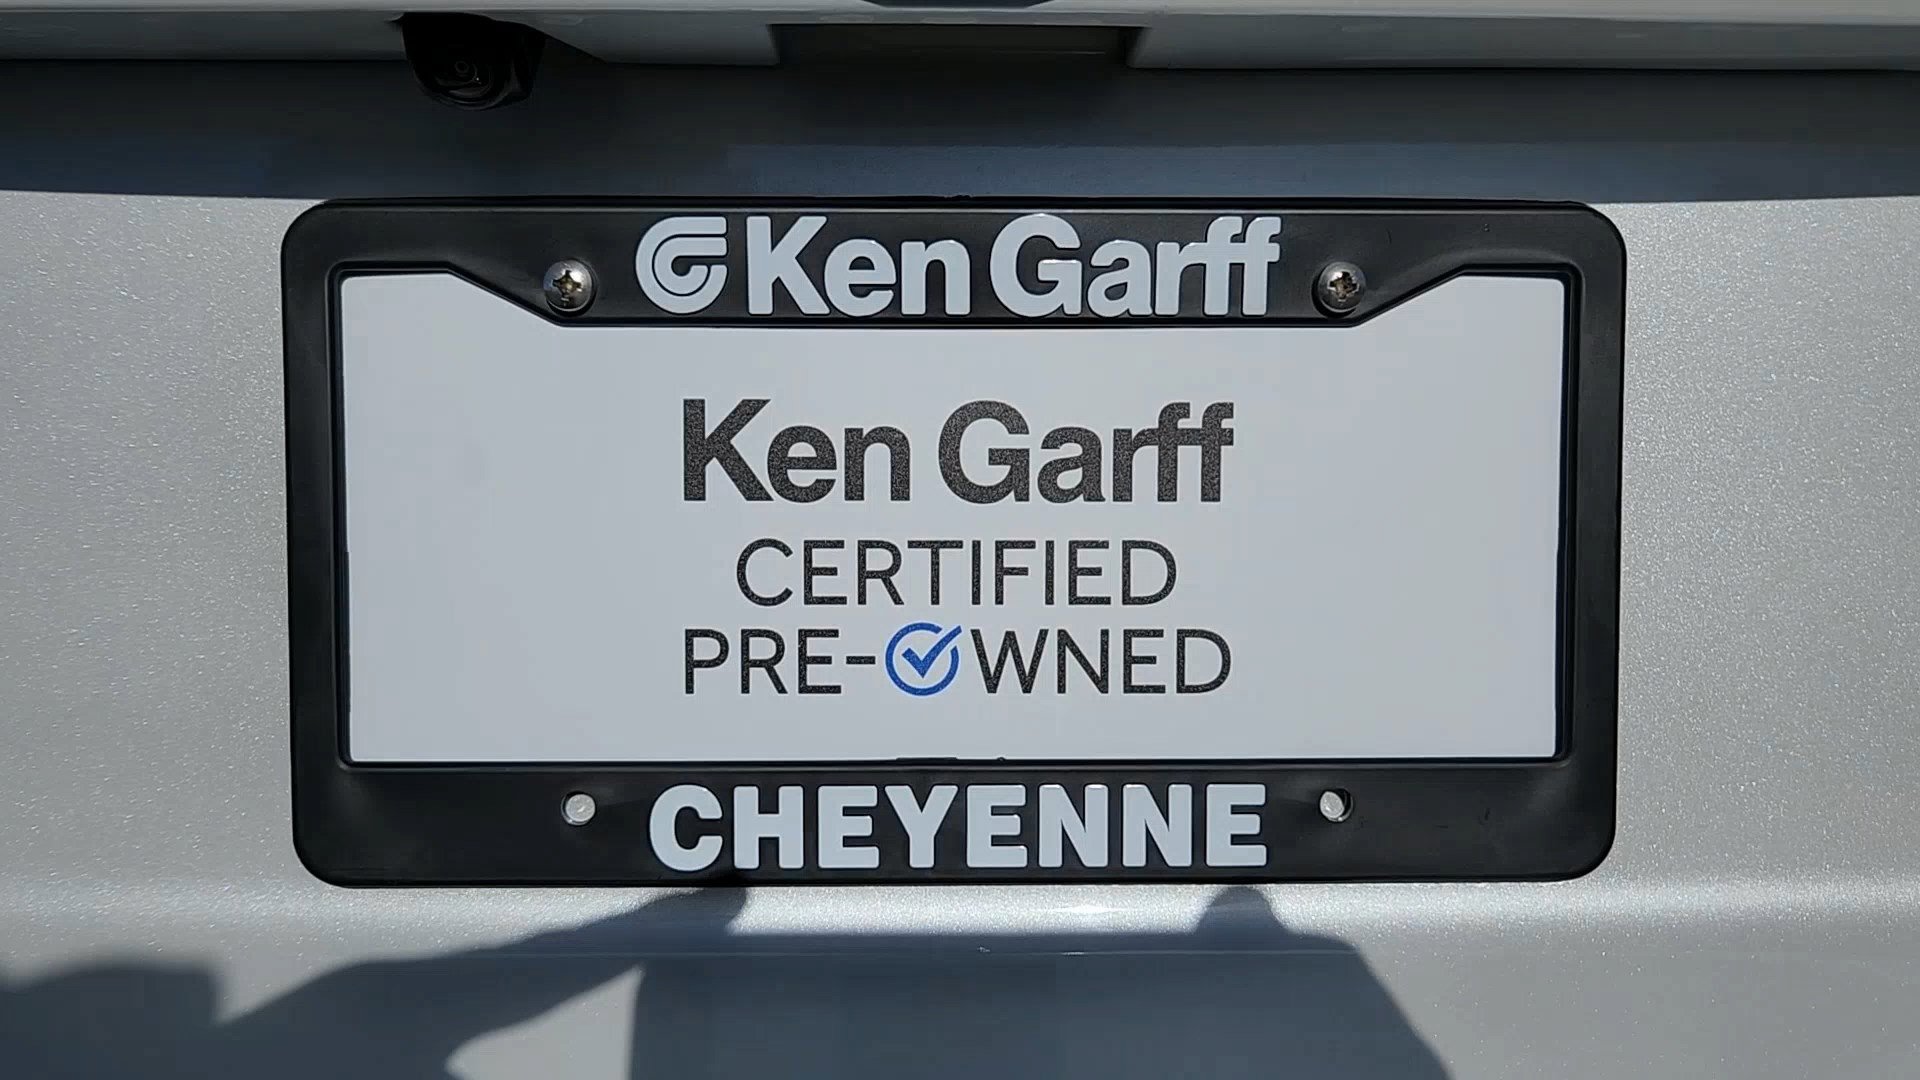 Ken Garff
Ken Garff
CERTIFIED
PRE-OWNED
CHEYENNE